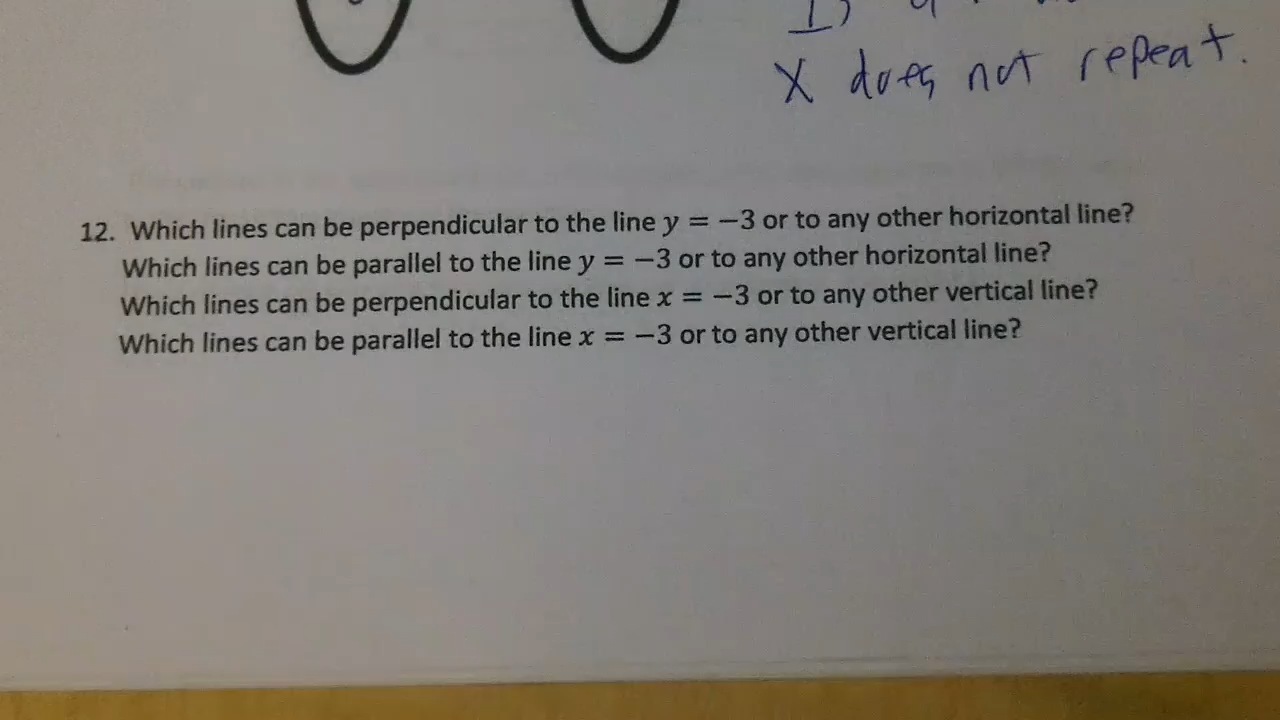 X does not repeat.
12. Which lines can be perpendicular to the line y = −3 or to any other horizontal line?
Which lines can be parallel to the line y = −3 or to any other horizontal line?
Which lines can be perpendicular to the line x = −3 or to any other vertical line?
Which lines can be parallel to the line x = −3 or to any other vertical line?